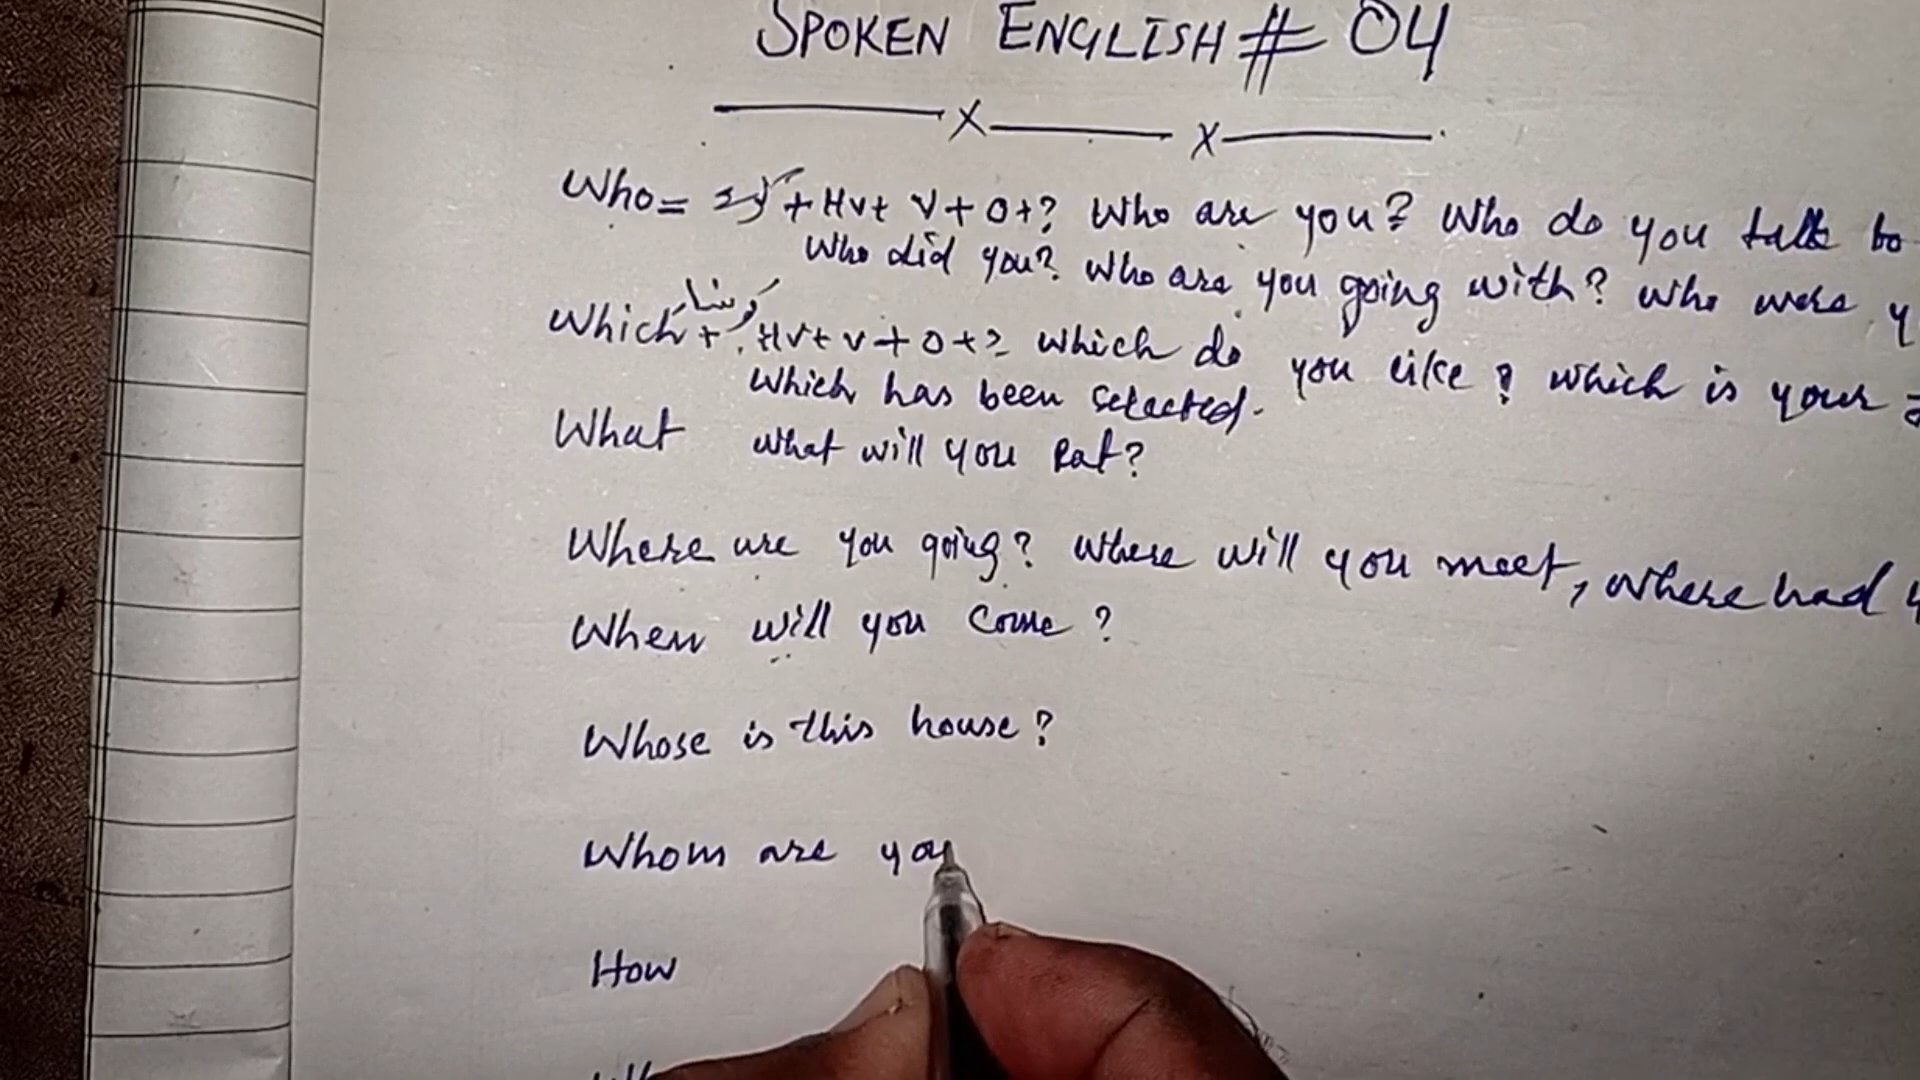 SPOKEN ENGLISH # 04
Who = + Hv + V + O + ? Who are you? Who do you talk to
Who did you? Who are you going with? Who were y
Which + کونسا Hv + v + O + ? Which do you like? Which is your
Which has been selected.
What What will you Eat?
Where are you going? Where will you meet, Where had
When will you Come?
Whose is this house?
Whom are you
How